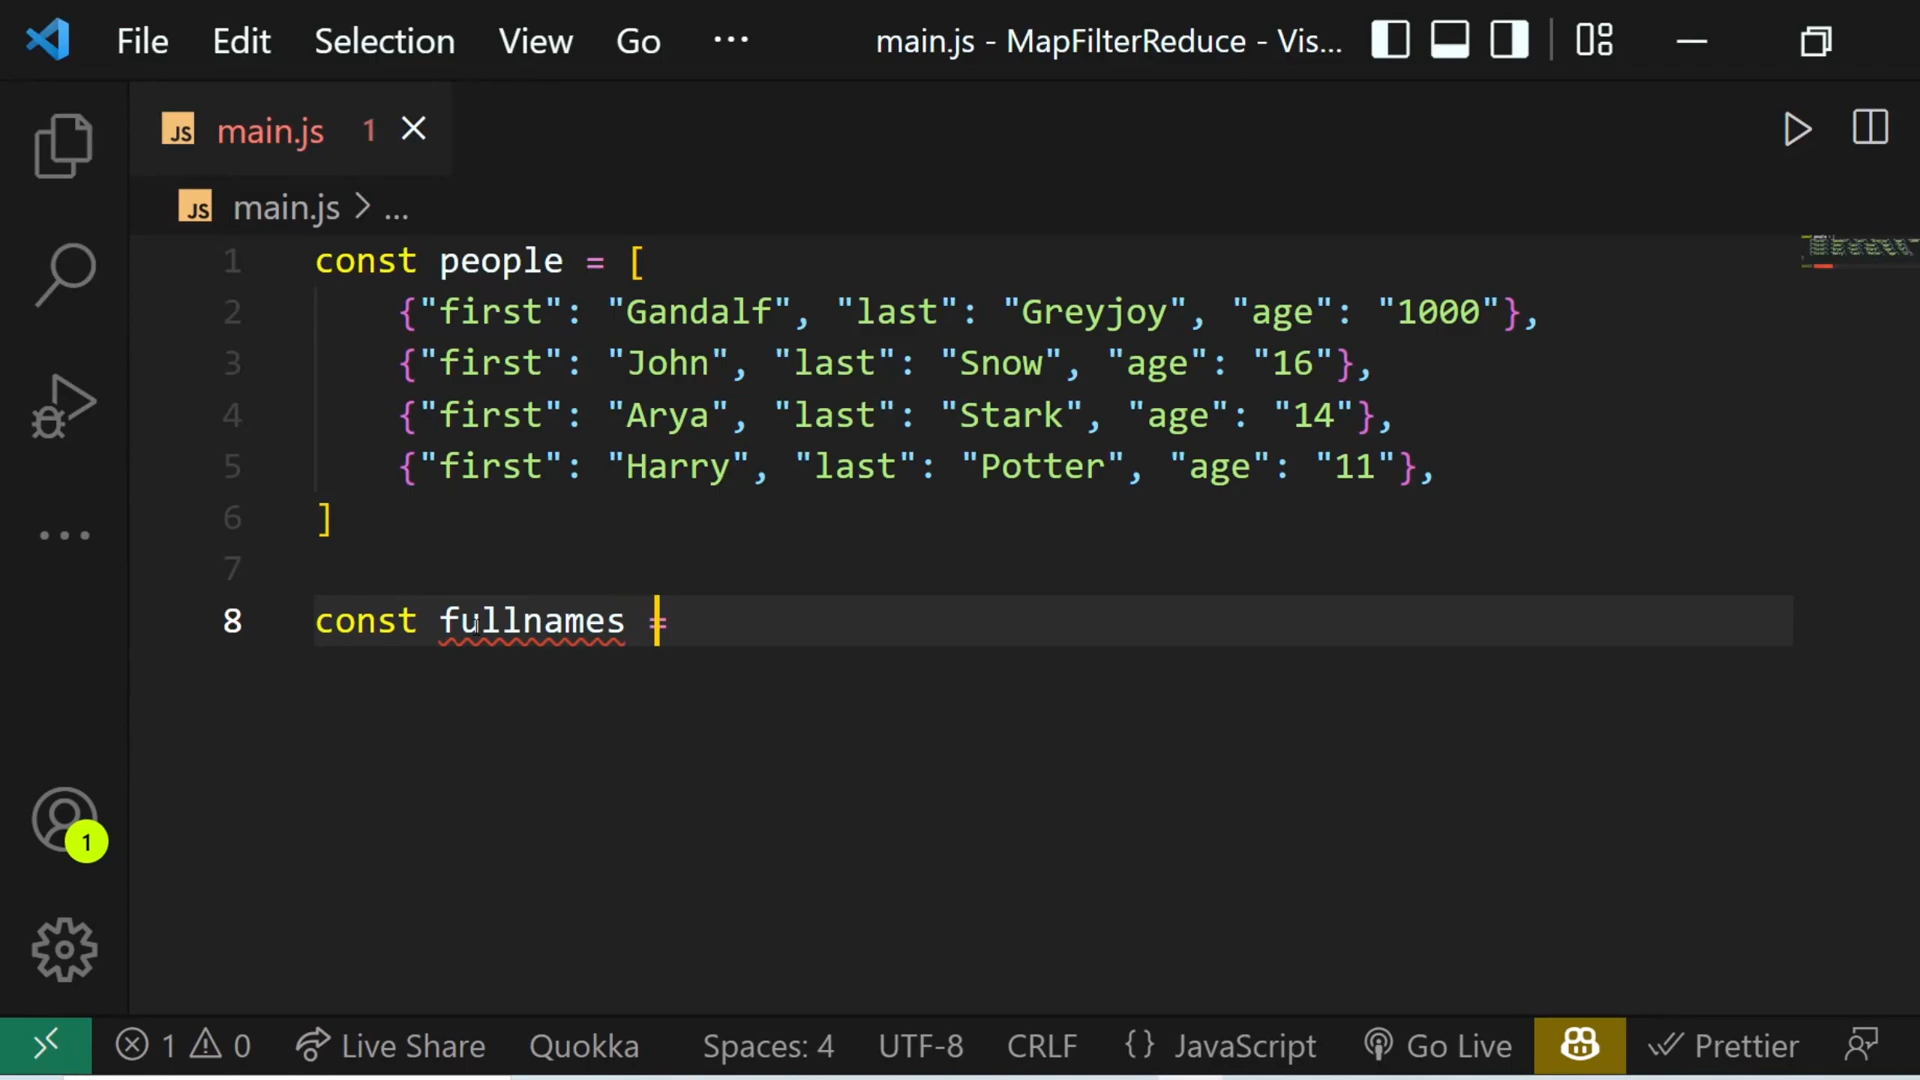 File Edit Selection View Go ... main.js - MapFilterReduce - Vis...
JS main.js 1
JS main.js > ...
1 const people = [
2 {"first": "Gandalf", "last": "Greyjoy", "age": "1000"},
3 {"first": "John", "last": "Snow", "age": "16"},
4 {"first": "Arya", "last": "Stark", "age": "14"},
5 {"first": "Harry", "last": "Potter", "age": "11"},
6 ]
7
8 const fullnames =
1
1 0 Live Share Quokka Spaces: 4 UTF-8 CRLF {} JavaScript Go Live Prettier